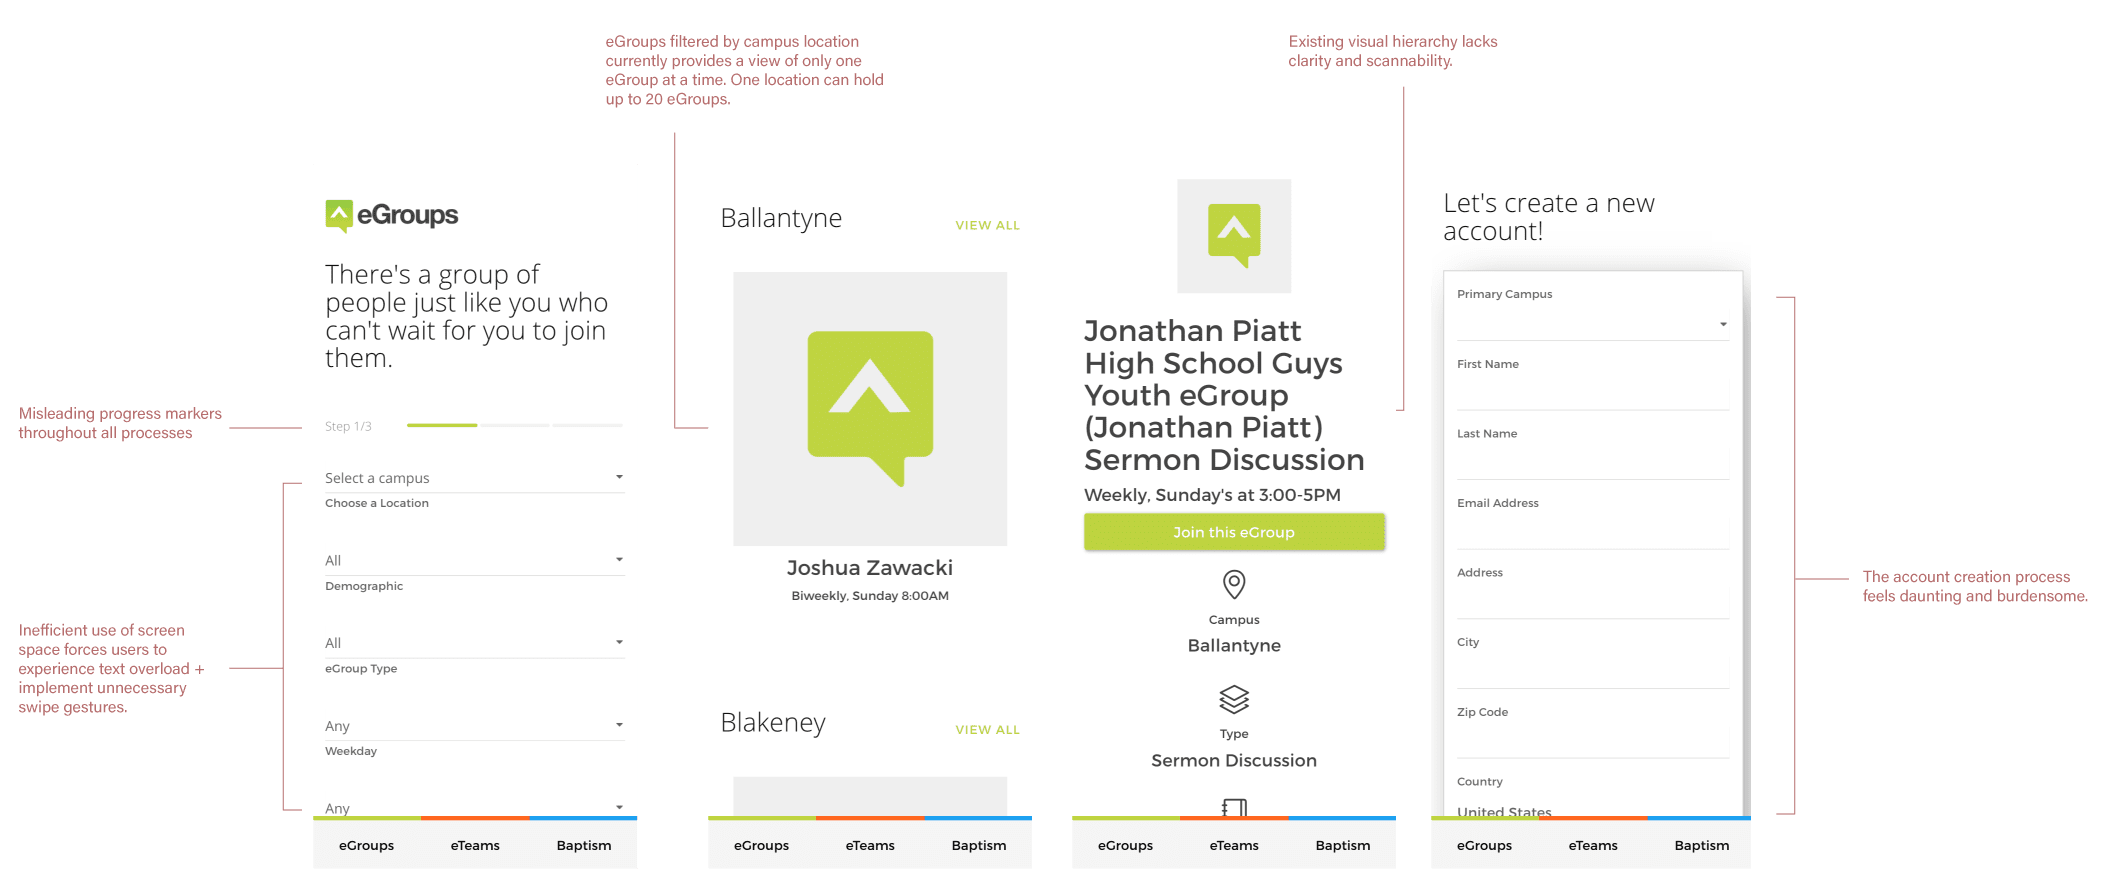 eGroups filtered by campus location
currently provides a view of only one
eGroup at a time. One location can hold
up to 20 eGroups.
Existing visual hierarchy lacks
clarity and scannability.
Misleading progress markers
throughout all processes
Inefficient use of screen
space forces users to
experience text overload +
implement unnecessary
swipe gestures.
eGroups
There's a group of
people just like you who
can't wait for you to join
them.
Step 1/3
Select a campus
Choose a Location
All
Demographic
All
eGroup Type
Any
Weekday
Any
eGroups eTeams Baptism
Ballantyne VIEW ALL
Joshua Zawacki
Biweekly, Sunday 8:00AM
Blakeney VIEW ALL
eGroups eTeams Baptism
Jonathan Piatt
High School Guys
Youth eGroup
(Jonathan Piatt)
Sermon Discussion
Weekly, Sunday's at 3:00-5PM
Join this eGroup
Campus
Ballantyne
Type
Sermon Discussion
eGroups eTeams Baptism
Let's create a new
account!
Primary Campus
First Name
Last Name
Email Address
Address
City
Zip Code
Country
United States
eGroups eTeams Baptism
The account creation process
feels daunting and burdensome.